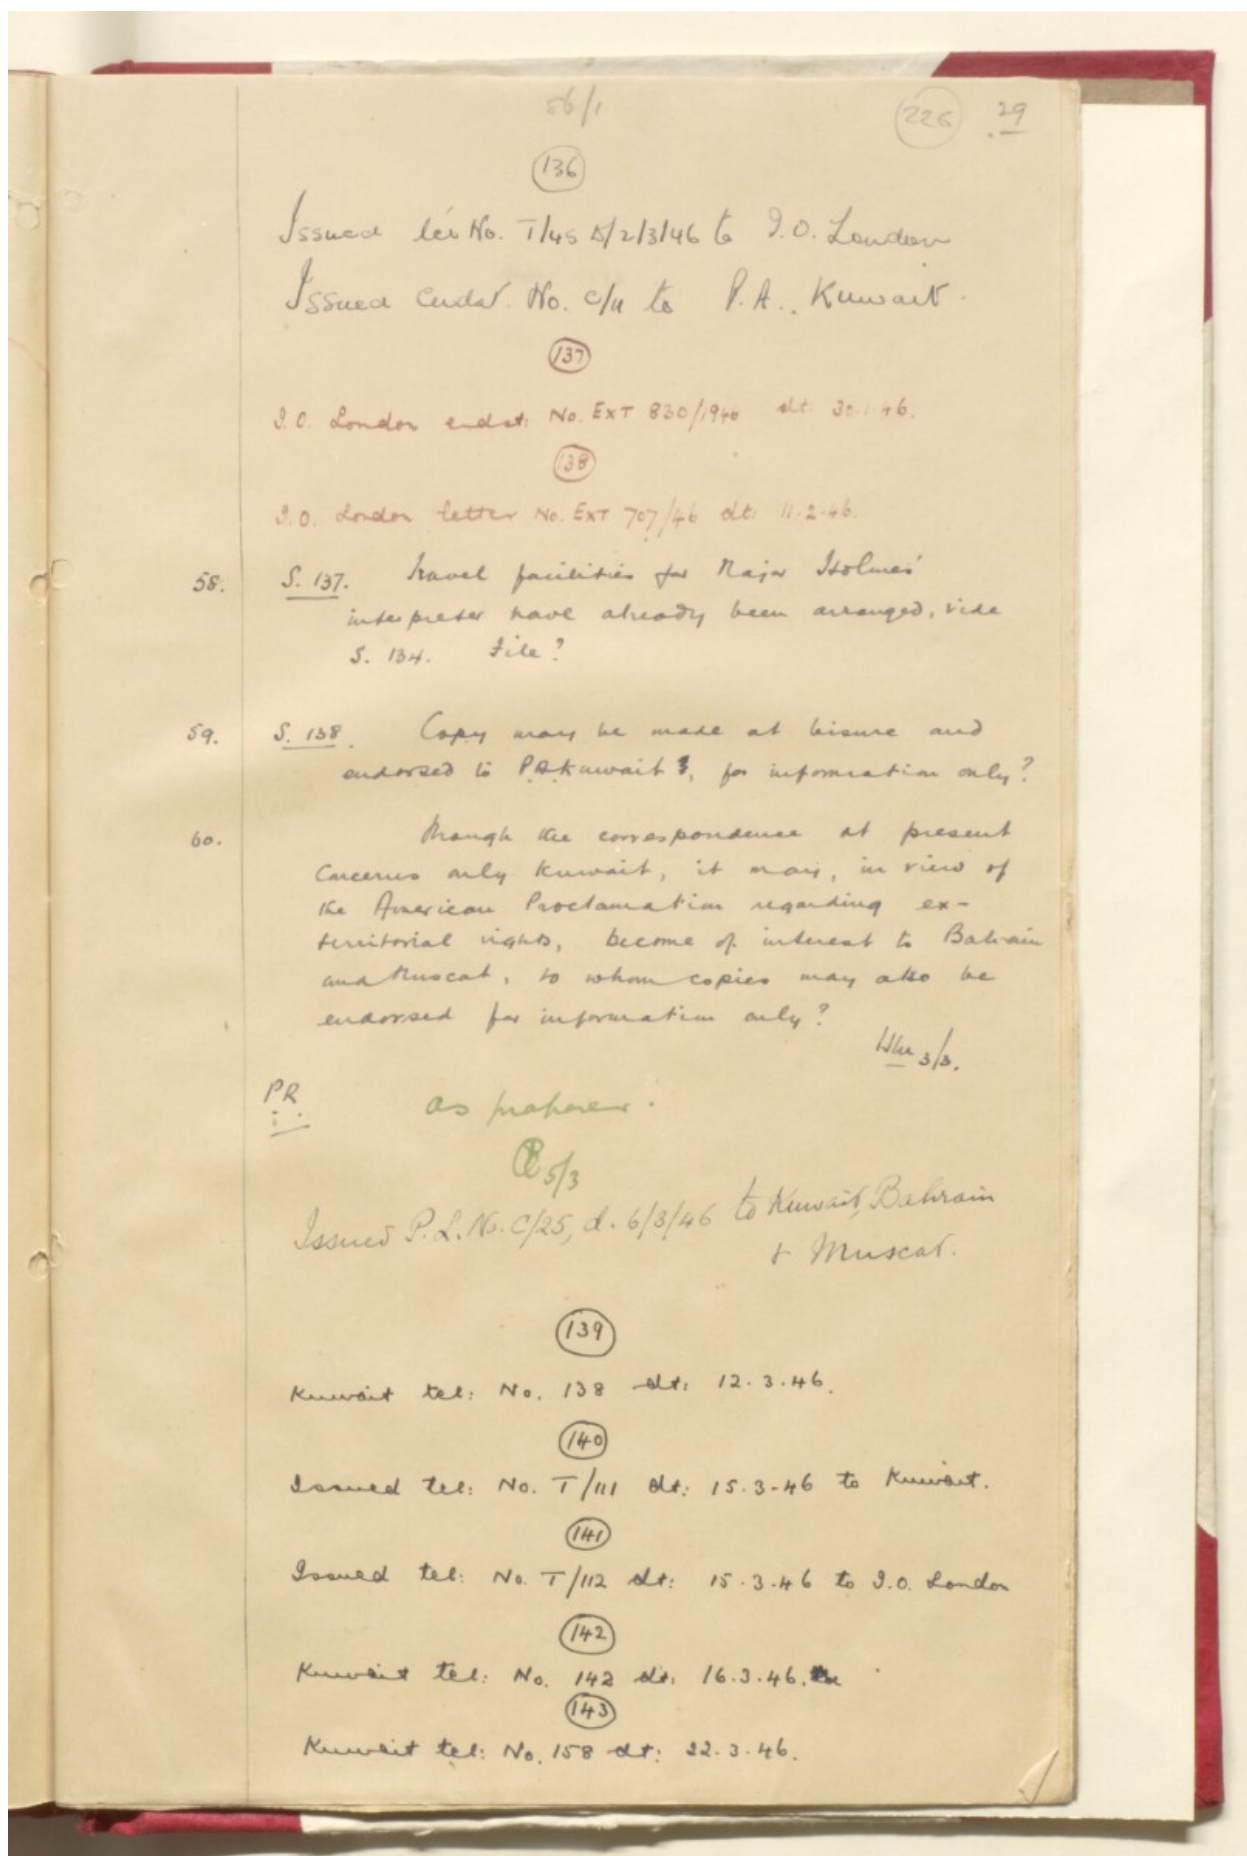 56/1
226 29
136
Issued No. T/45 2/3/46 to I.O. London
Issued Endst. No. C/11 to P.A., Kuwait.
137
I.O. London endst: No. EXT 830/1946 dt: 30.1.46.
138
I.O. London letter No. EXT 707/46 dt: 11.2.46.
58. S. 137. Travel facilities for Major Holmes'
interpreter have already been arranged, vide
S. 134. File?
59. S. 138. Copy may be made at leisure and
endorsed to P.A. Kuwait, for information only?
60. Though the correspondence at present
concerns only Kuwait, it may, in view of
the American Proclamation regarding ex-
territorial rights, become of interest to Bahrain
and Muscat, to whom copies may also be
endorsed for information only?
3/3.
PR
as proposed.
5/3
Issued P.L. No. C/25, d. 6/3/46 to Kuwait, Bahrain
& Muscat.
139
Kuwait tel: No. 138 dt: 12.3.46.
140
Issued tel: No. T/111 dt: 15.3.46 to Kuwait.
141
Issued tel: No. T/112 dt: 15.3.46 to I.O. London
142
Kuwait tel: No. 142 dt. 16.3.46.
143
Kuwait tel: No. 158 dt: 22.3.46.